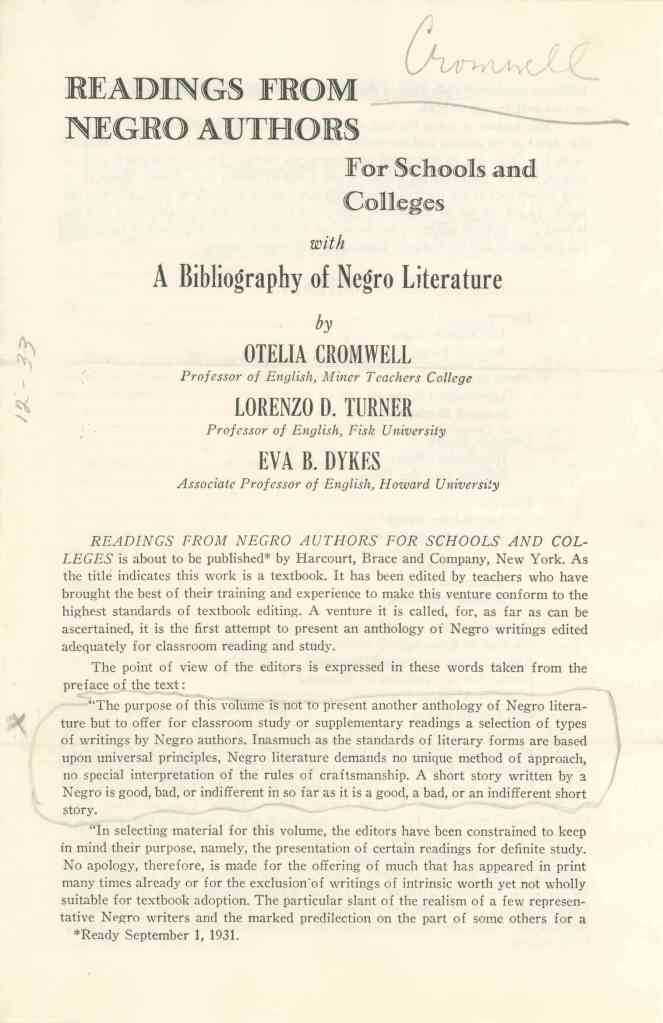 Cromwell
READINGS FROM
NEGRO AUTHORS
For Schools and
Colleges
with
A Bibliography of Negro Literature
by
OTELIA CROMWELL
Professor of English, Miner Teachers College
LORENZO D. TURNER
Professor of English, Fisk University
EVA B. DYKES
Associate Professor of English, Howard University
12-33
READINGS FROM NEGRO AUTHORS FOR SCHOOLS AND COL-
LEGES is about to be published* by Harcourt, Brace and Company, New York. As
the title indicates this work is a textbook. It has been edited by teachers who have
brought the best of their training and experience to make this venture conform to the
highest standards of textbook editing. A venture it is called, for, as far as can be
ascertained, it is the first attempt to present an anthology of Negro writings edited
adequately for classroom reading and study.
The point of view of the editors is expressed in these words taken from the
preface of the text:
x
"The purpose of this volume is not to present another anthology of Negro litera-
ture but to offer for classroom study or supplementary readings a selection of types
of writings by Negro authors. Inasmuch as the standards of literary forms are based
upon universal principles, Negro literature demands no unique method of approach,
no special interpretation of the rules of craftsmanship. A short story written by a
Negro is good, bad, or indifferent in so far as it is a good, a bad, or an indifferent short
story.
"In selecting material for this volume, the editors have been constrained to keep
in mind their purpose, namely, the presentation of certain readings for definite study.
No apology, therefore, is made for the offering of much that has appeared in print
many times already or for the exclusion of writings of intrinsic worth yet not wholly
suitable for textbook adoption. The particular slant of the realism of a few represen-
tative Negro writers and the marked predilection on the part of some others for a
*Ready September 1, 1931.